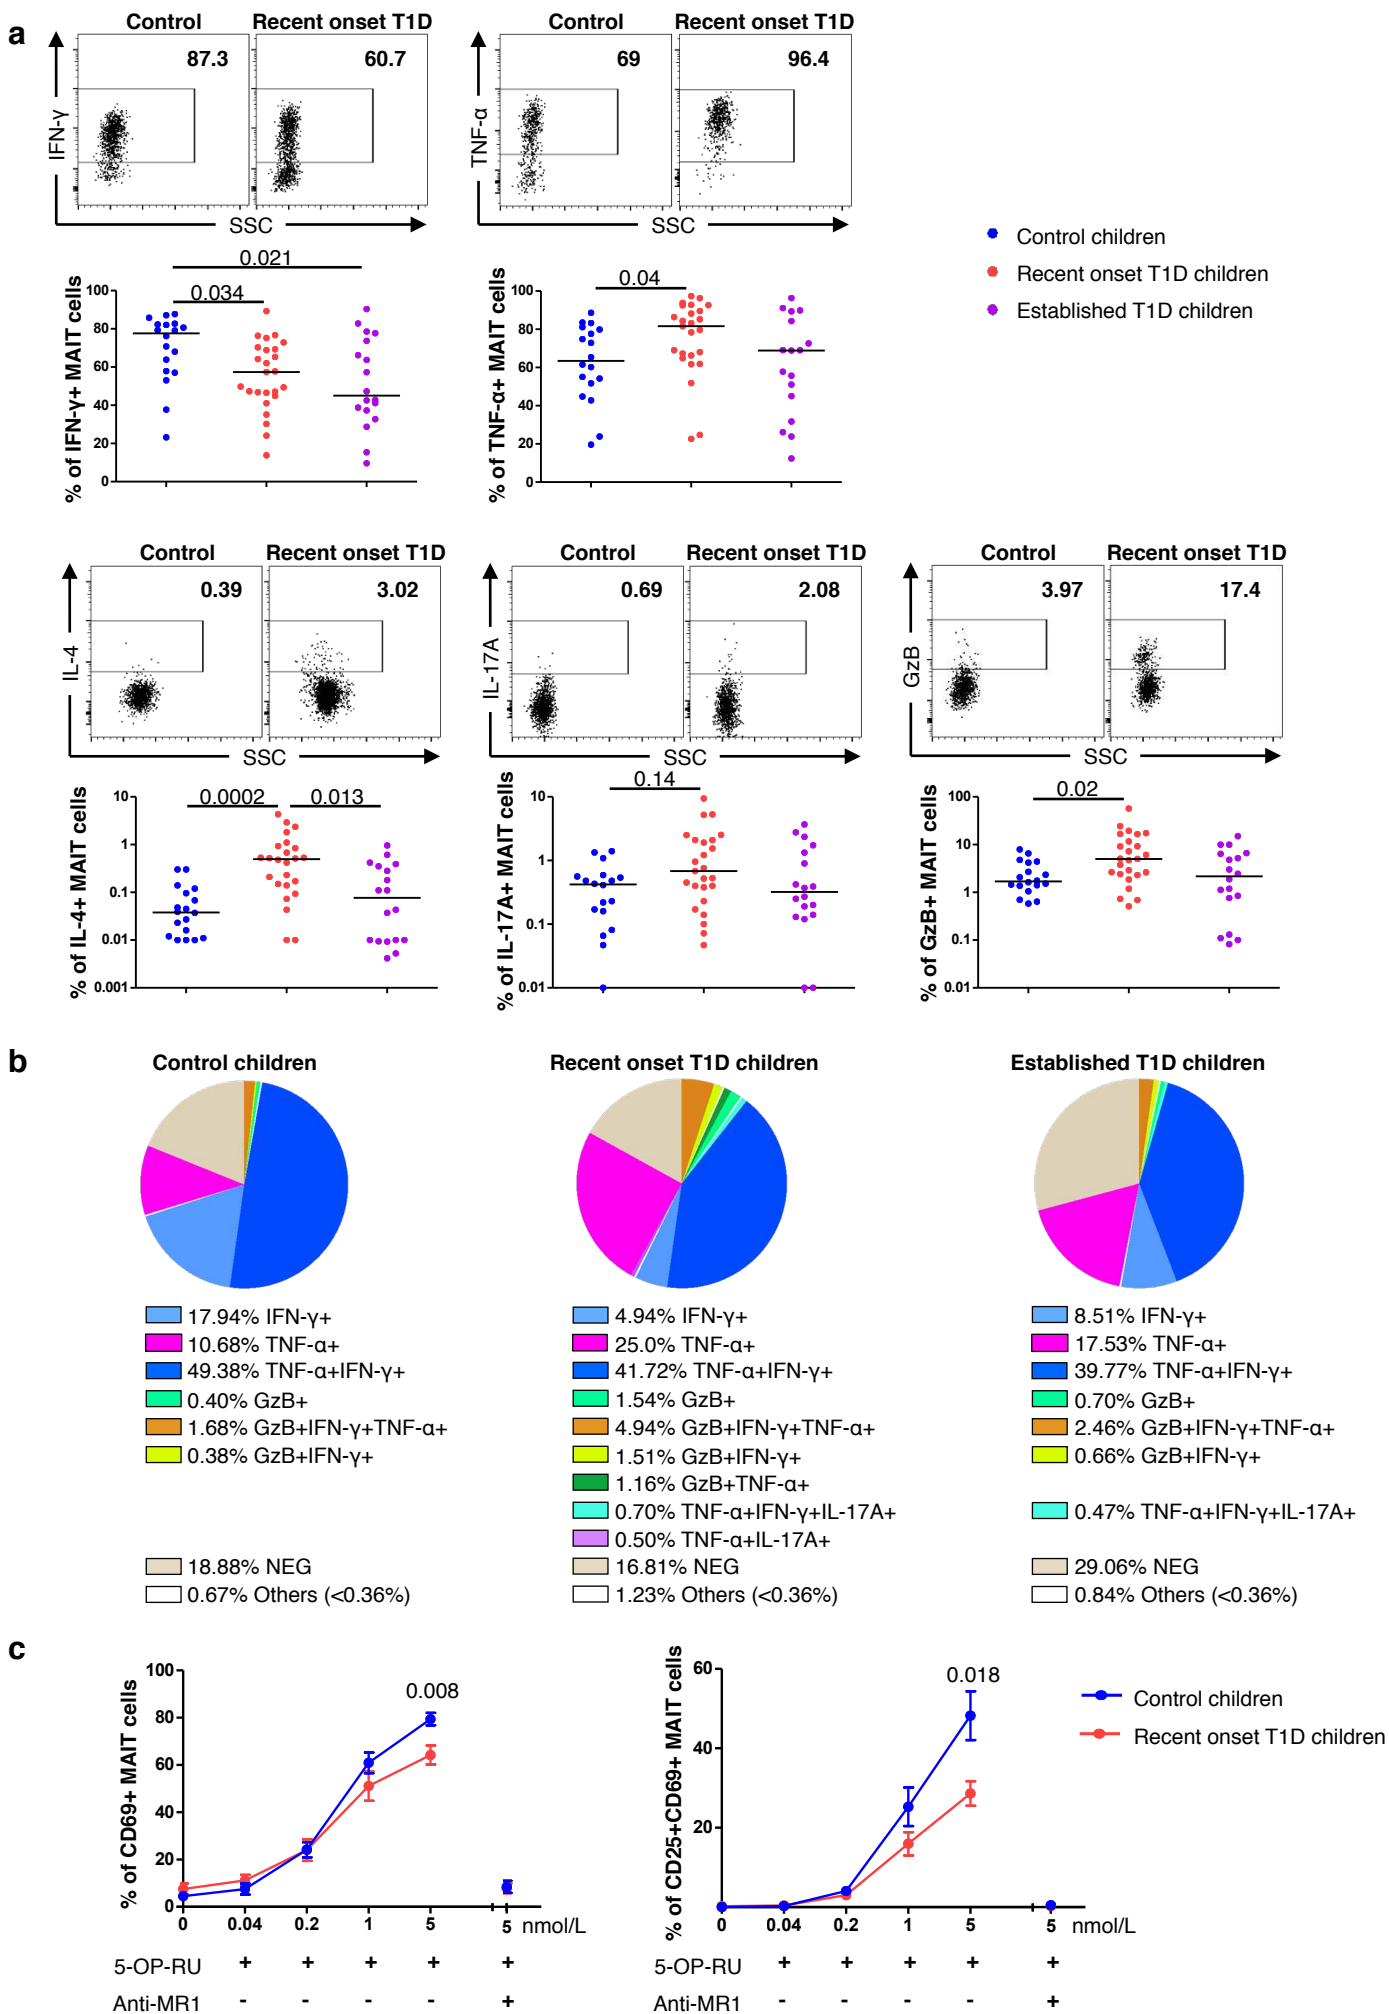 a
Control Recent onset T1D
87.3 60.7
IFN-γ
SSC
Control Recent onset T1D
69 96.4
TNF-α
SSC
Control children
Recent onset T1D children
Established T1D children
0.021
0.034
100
80
60
40
20
0
% of IFN-γ+ MAIT cells
0.04
100
80
60
40
20
0
% of TNF-α+ MAIT cells
Control Recent onset T1D
0.39 3.02
IL-4
SSC
Control Recent onset T1D
0.69 2.08
IL-17A
SSC
Control Recent onset T1D
3.97 17.4
GzB
SSC
0.0002 0.013
10
1
0.1
0.01
0.001
% of IL-4+ MAIT cells
0.14
10
1
0.1
0.01
% of IL-17A+ MAIT cells
0.02
100
10
1
0.1
0.01
% of GzB+ MAIT cells
b
Control children
17.94% IFN-γ+
10.68% TNF-α+
49.38% TNF-α+IFN-γ+
0.40% GzB+
1.68% GzB+IFN-γ+TNF-α+
0.38% GzB+IFN-γ+
18.88% NEG
0.67% Others (<0.36%)
Recent onset T1D children
4.94% IFN-γ+
25.0% TNF-α+
41.72% TNF-α+IFN-γ+
1.54% GzB+
4.94% GzB+IFN-γ+TNF-α+
1.51% GzB+IFN-γ+
1.16% GzB+TNF-α+
0.70% TNF-α+IFN-γ+IL-17A+
0.50% TNF-α+IL-17A+
16.81% NEG
1.23% Others (<0.36%)
Established T1D children
8.51% IFN-γ+
17.53% TNF-α+
39.77% TNF-α+IFN-γ+
0.70% GzB+
2.46% GzB+IFN-γ+TNF-α+
0.66% GzB+IFN-γ+
0.47% TNF-α+IFN-γ+IL-17A+
29.06% NEG
0.84% Others (<0.36%)
c
% of CD69+ MAIT cells
100
80
60
40
20
0
0.008
0 0.04 0.2 1 5 5 nmol/L
5-OP-RU + + + + +
Anti-MR1 - - - - +
% of CD25+CD69+ MAIT cells
60
40
20
0.018
0 0.04 0.2 1 5 5 nmol/L
5-OP-RU + + + + +
Anti-MR1 - - - - +
Control children
Recent onset T1D children